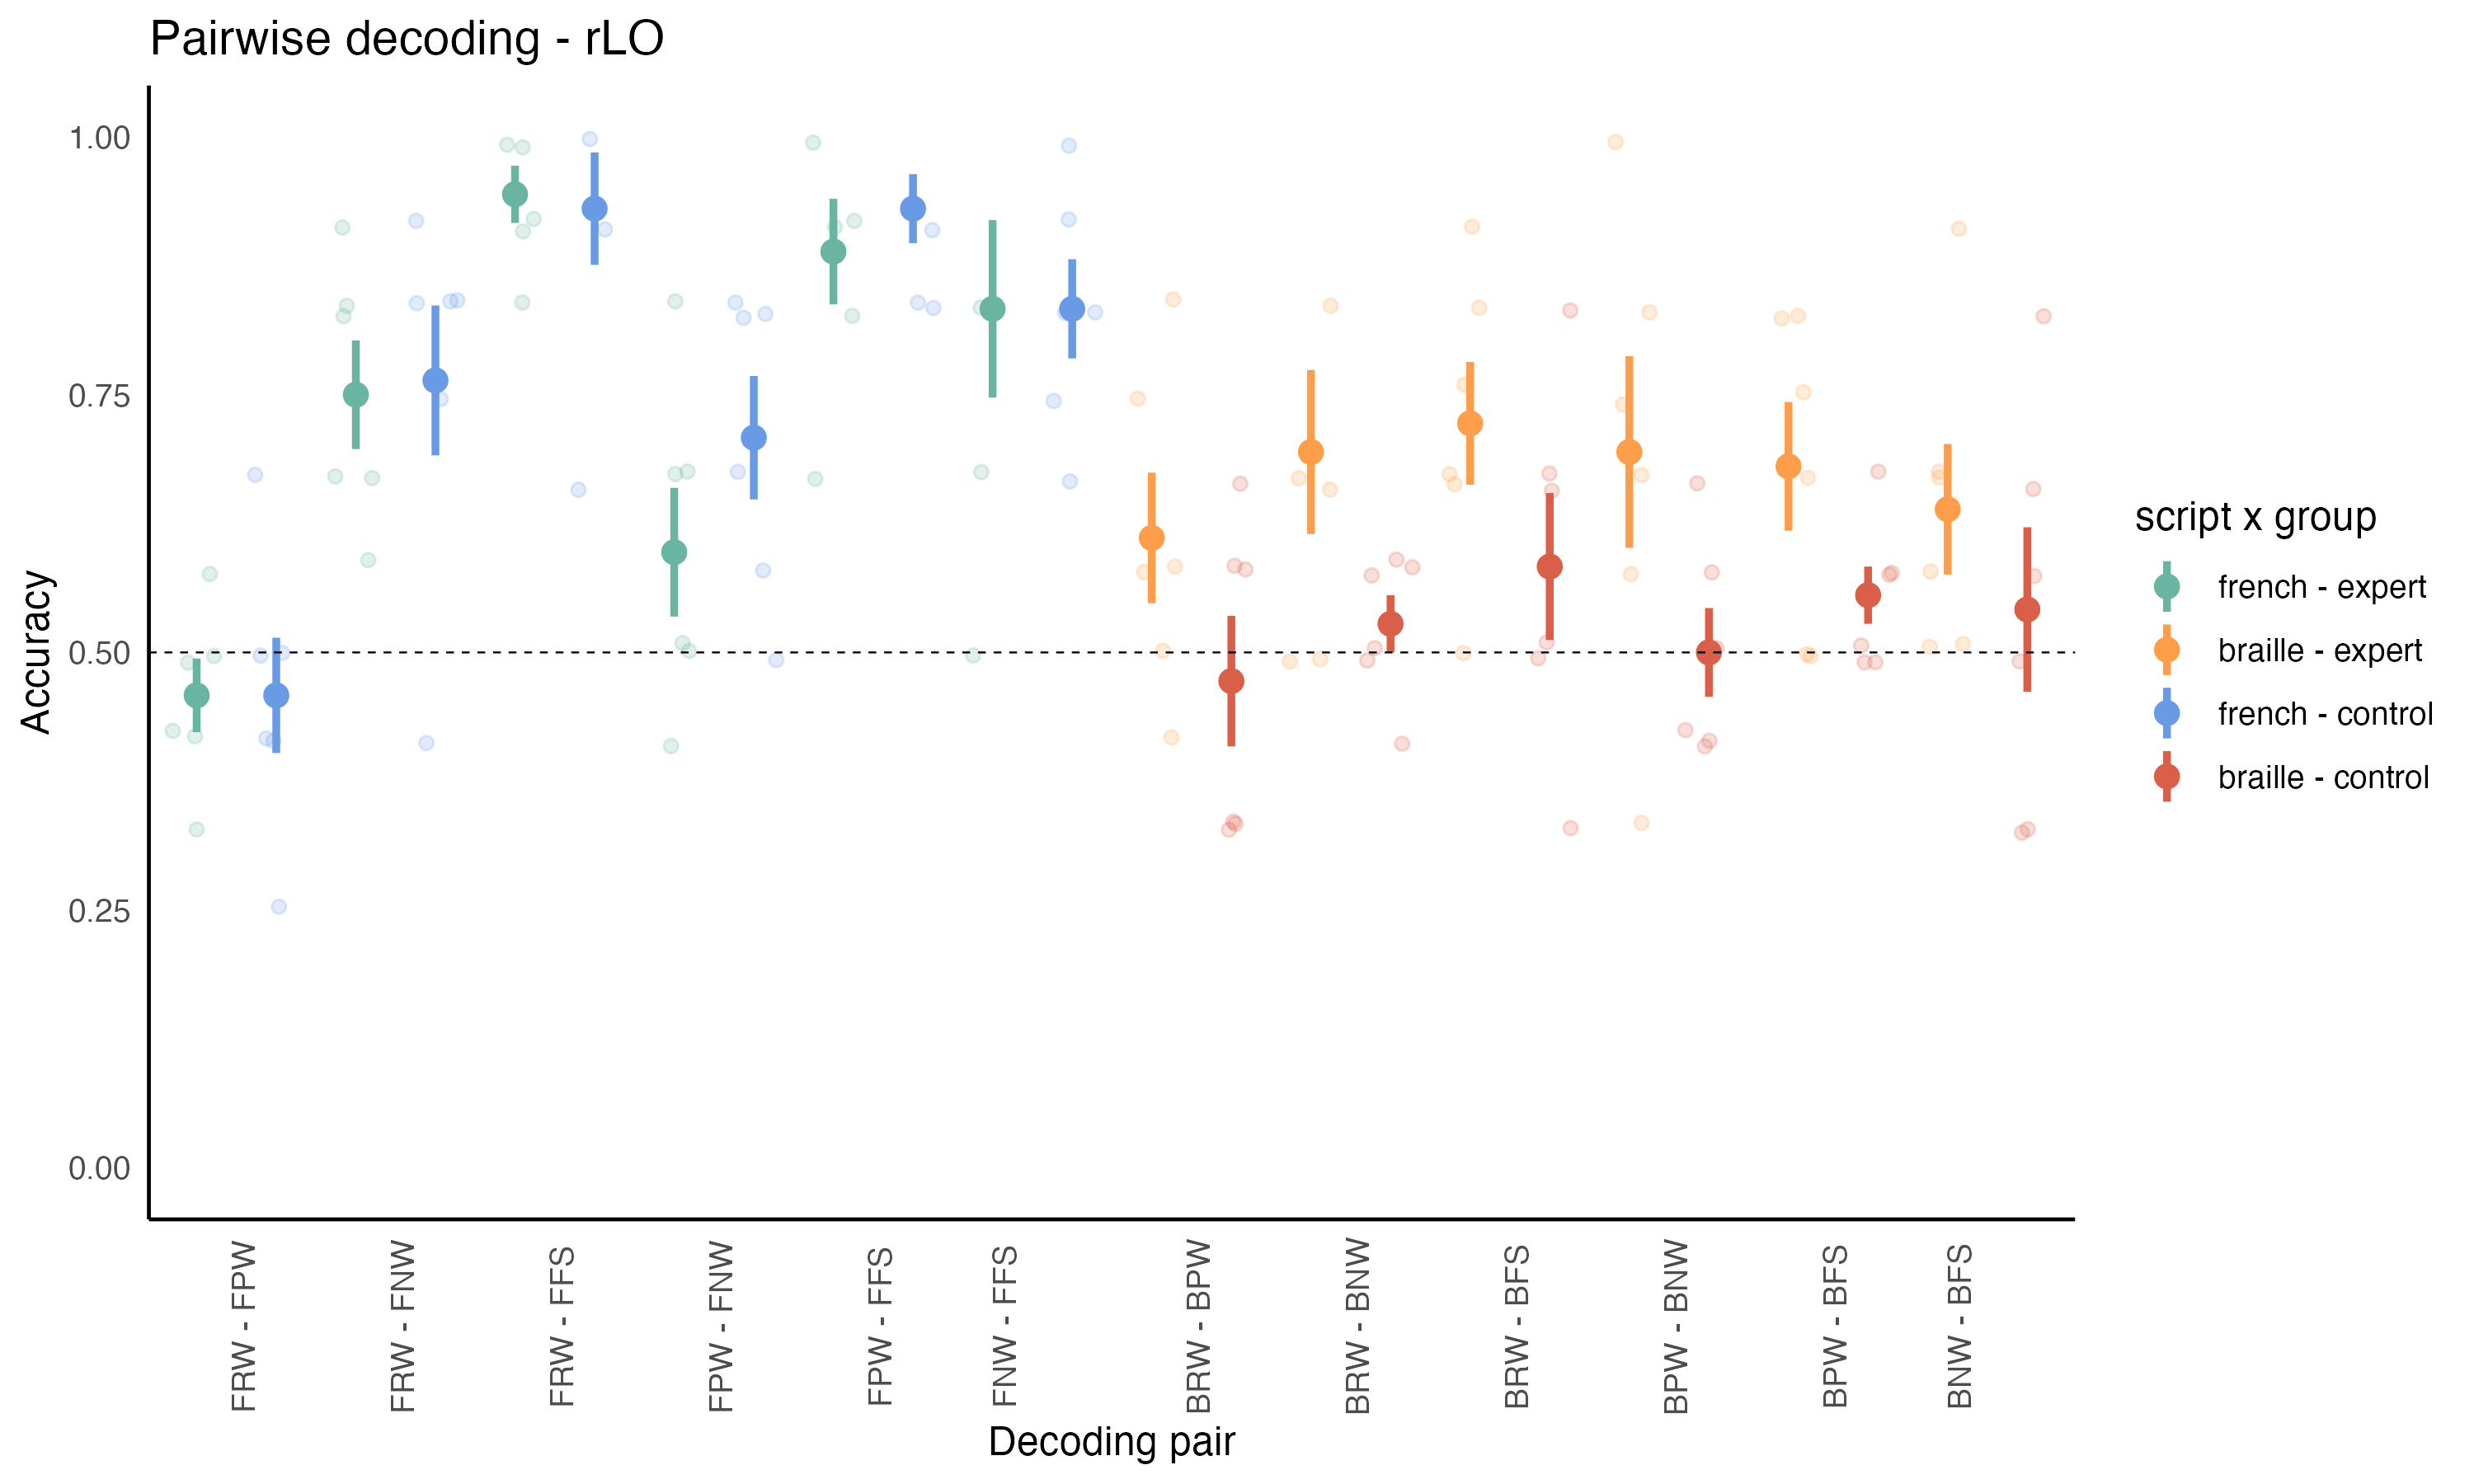 Pairwise decoding - rLO
Accuracy
1.00
0.75
0.50
0.25
0.00
FRW - FPW
FRW - FNW
FRW - FFS
FPW - FNW
FPW - FFS
FNW - FFS
BRW - BPW
BRW - BNW
BRW - BFS
BPW - BNW
BPW - BFS
BNW - BFS
Decoding pair
script x group
french - expert
braille - expert
french - control
braille - control